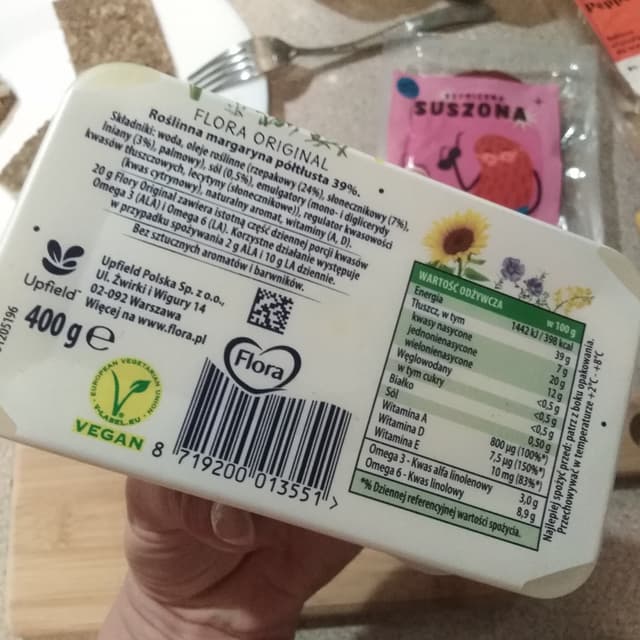 FLORA ORIGINAL
Roślinna margaryna półtłusta 39%.
Składniki: woda, oleje roślinne (rzepakowy (24%), słonecznikowy (7%),
lniany (3%), palmowy), sól (0,5%), emulgatory (mono- i diglicerydy
kwasów tłuszczowych, lecytyny (słonecznikowe)), regulator kwasowości
(kwas cytrynowy), naturalny aromat, witaminy (A, D).
20 g Flory Original zawiera istotną część dziennej porcji kwasów
Omega 3 (ALA) i Omega 6 (LA). Korzystne działanie występuje
w przypadku spożywania 2 g ALA i 10 g LA dziennie.
Bez sztucznych aromatów i barwników.
Upfield
Upfield Polska Sp. z o.o.,
Ul. Żwirki i Wigury 14
02-092 Warszawa
Więcej na www.flora.pl
400 g e
Flora
EUROPEAN VEGETARIAN UNION
V-LABEL.EU
VEGAN
8 719200 013551 >
WARTOŚĆ ODŻYWCZA w 100 g
Energia 1442 kJ / 398 kcal
Tłuszcz, w tym 39 g
kwasy nasycone 7 g
jednonienasycone 20 g
wielonienasycone 12 g
Węglowodany <0,5 g
w tym cukry <0,5 g
Białko <0,5 g
Sól 0,50 g
Witamina A 800 µg (100%*)
Witamina D 7,5 µg (150%*)
Witamina E 10 mg (83%*)
Omega 3 - Kwas alfa linolenowy 3,0 g
Omega 6 - Kwas linolowy 8,9 g
*% Dziennej referencyjnej wartości spożycia.
Najlepiej spożyć przed: patrz z boku opakowania.
Przechowywać w temperaturze +2°C - +8°C
SUSZONA